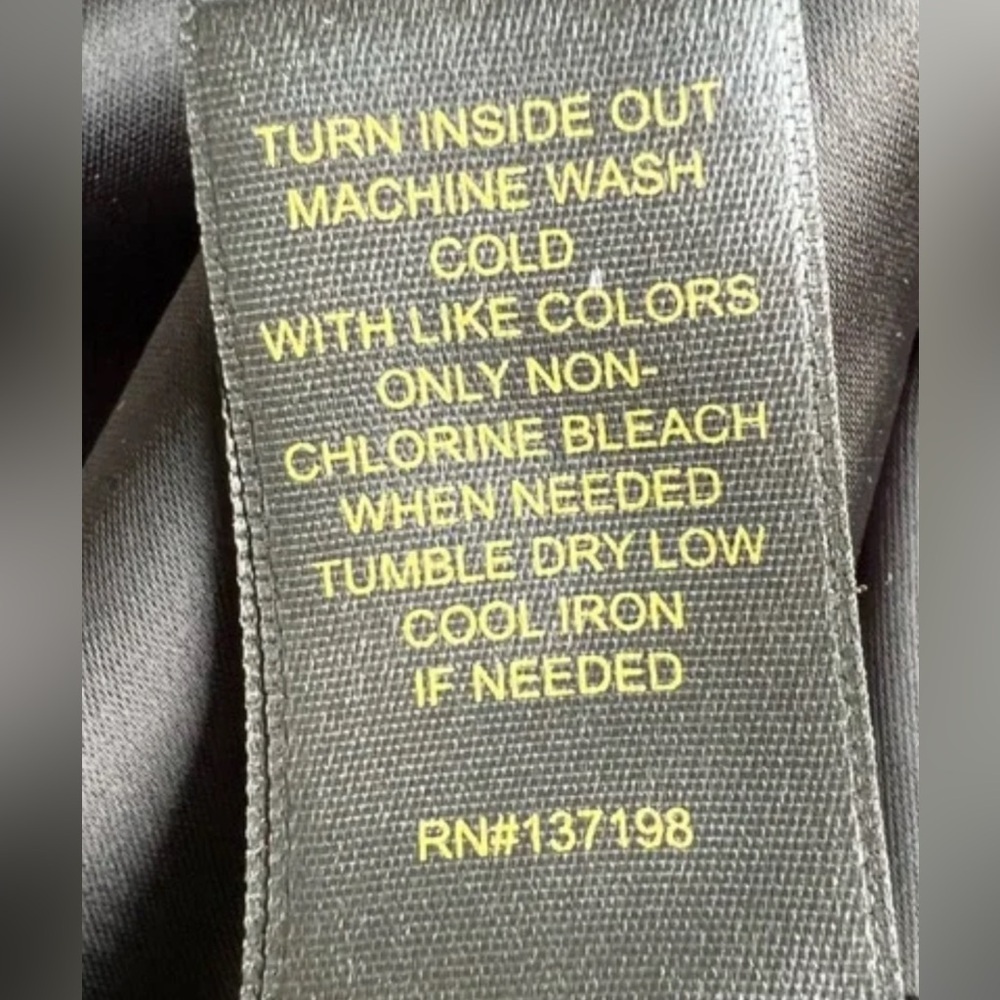 TURN INSIDE OUT
MACHINE WASH
COLD
WITH LIKE COLORS
ONLY NON-
CHLORINE BLEACH
WHEN NEEDED
TUMBLE DRY LOW
COOL IRON
IF NEEDED
RN#137198